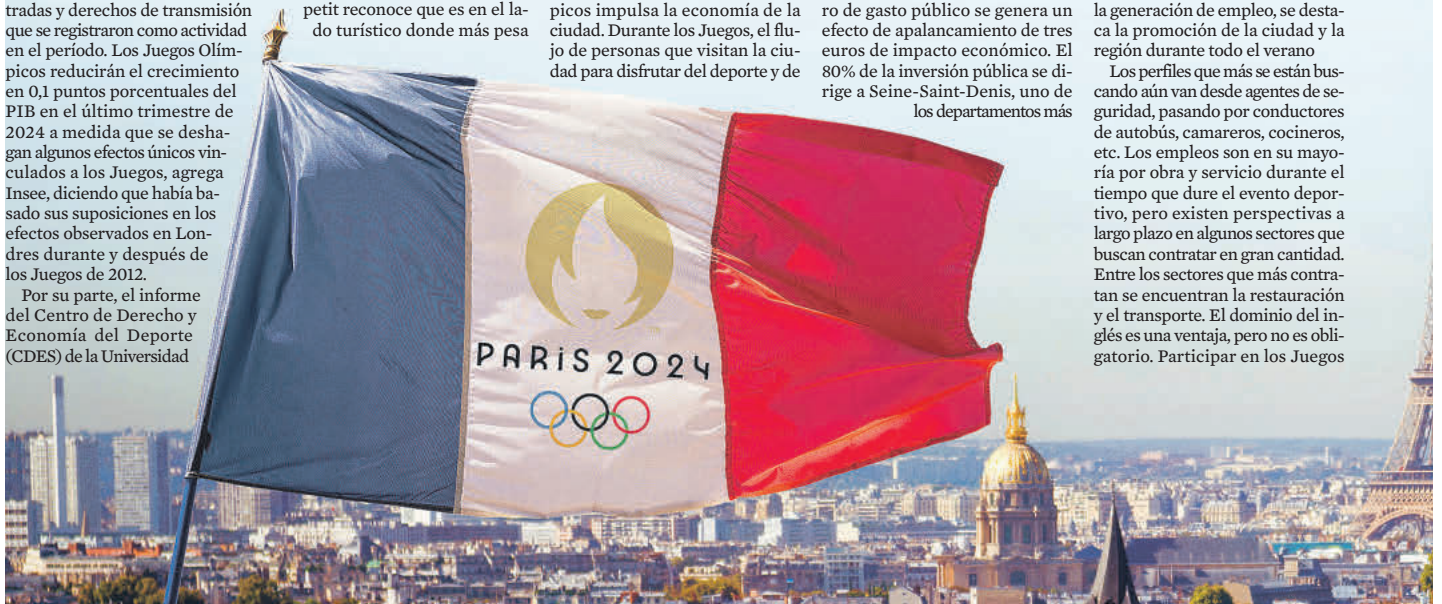 tradas y derechos de transmisión
que se registraron como actividad
en el período. Los Juegos Olím-
picos reducirán el crecimiento
en 0,1 puntos porcentuales del
PIB en el último trimestre de
2024 a medida que se desha-
gan algunos efectos únicos vin-
culados a los Juegos, agrega
Insee, diciendo que había ba-
sado sus suposiciones en los
efectos observados en Lon-
dres durante y después de
los Juegos de 2012.
Por su parte, el informe
del Centro de Derecho y
Economía del Deporte
(CDES) de la Universidad
petit reconoce que es en el la-
do turístico donde más pesa
picos impulsa la economía de la
ciudad. Durante los Juegos, el flu-
jo de personas que visitan la ciu-
dad para disfrutar del deporte y de
ro de gasto público se genera un
efecto de apalancamiento de tres
euros de impacto económico. El
80% de la inversión pública se di-
rige a Seine-Saint-Denis, uno de
los departamentos más
la generación de empleo, se desta-
ca la promoción de la ciudad y la
región durante todo el verano
Los perfiles que más se están bus-
cando aún van desde agentes de se-
guridad, pasando por conductores
de autobús, camareros, cocineros,
etc. Los empleos son en su mayo-
ría por obra y servicio durante el
tiempo que dure el evento depor-
tivo, pero existen perspectivas a
largo plazo en algunos sectores que
buscan contratar en gran cantidad.
Entre los sectores que más contra-
tan se encuentran la restauración
y el transporte. El dominio del in-
glés es una ventaja, pero no es obli-
gatorio. Participar en los Juegos
PARIS 2024